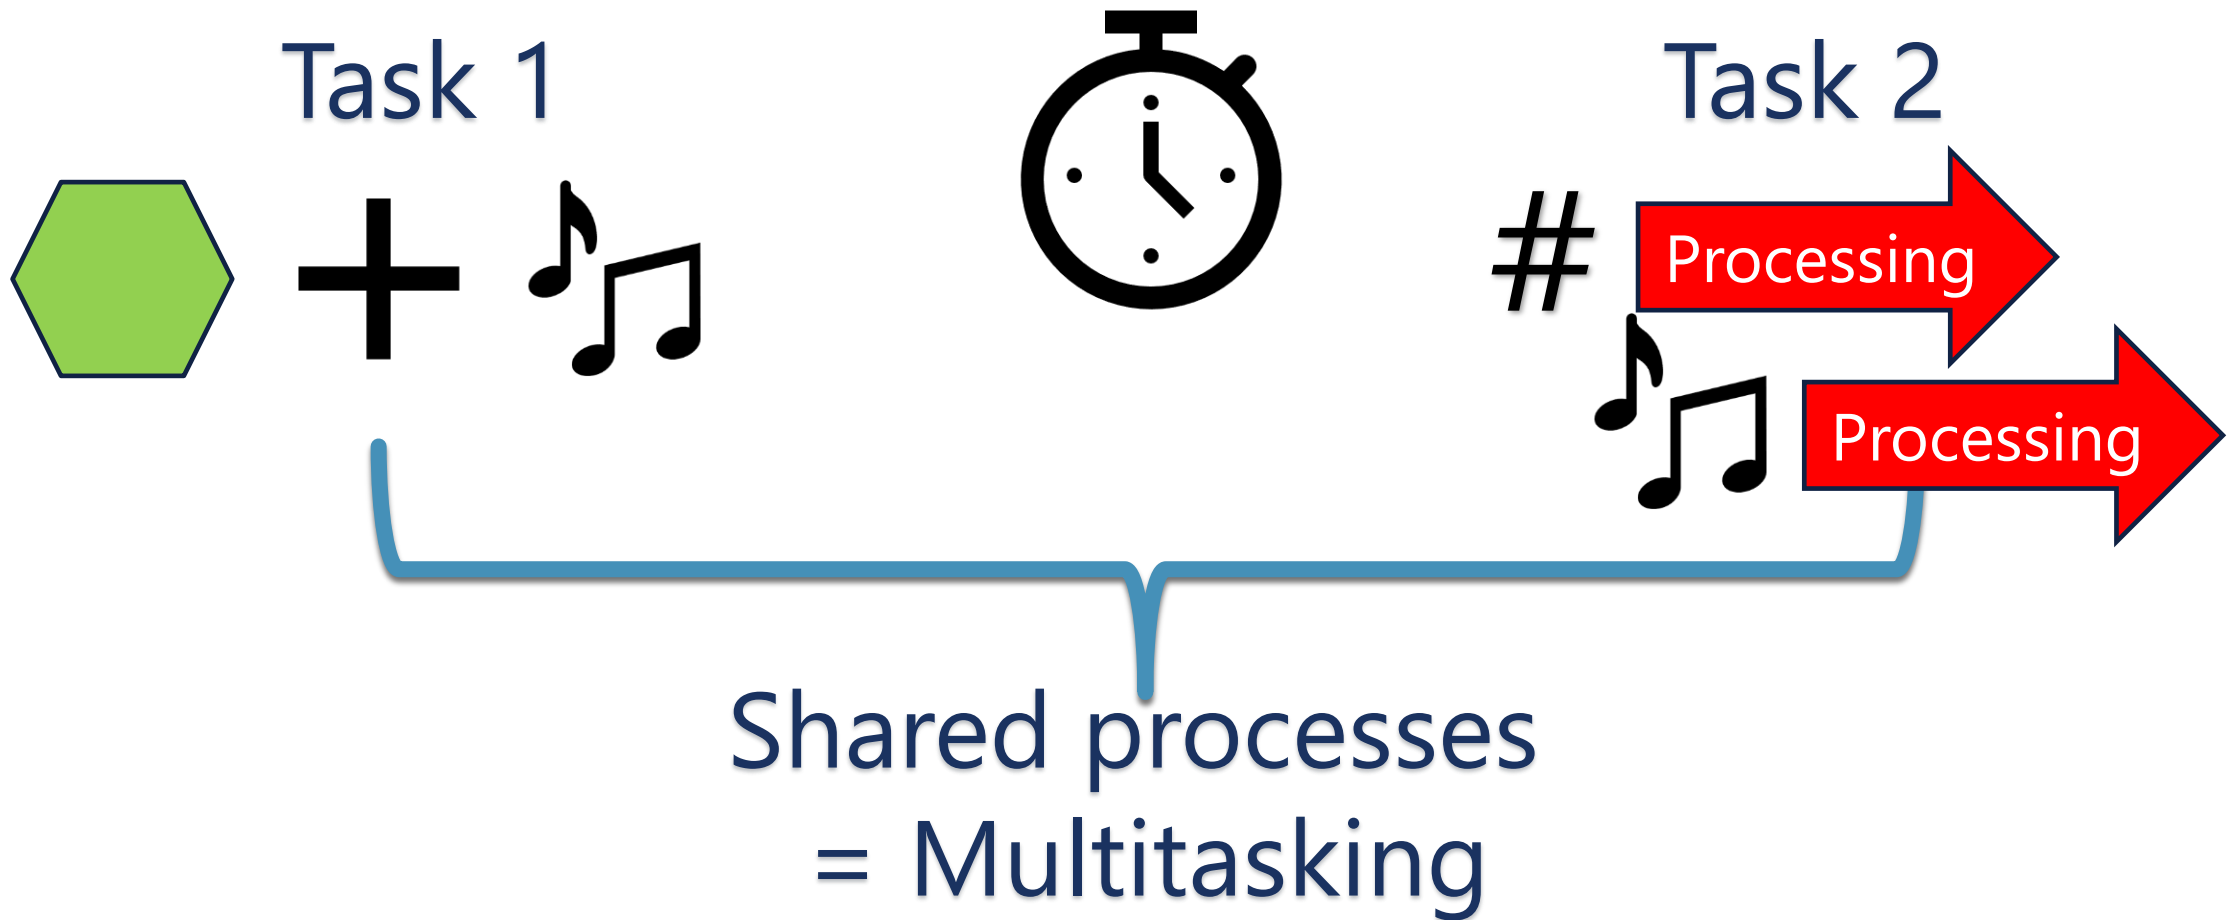 Task 1
Task 2
#
Processing
Processing
Shared processes
= Multitasking